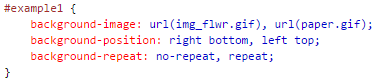 #example1 {
    background-image: url(img_flwr.gif), url(paper.gif);
    background-position: right bottom, left top;
    background-repeat: no-repeat, repeat;
}